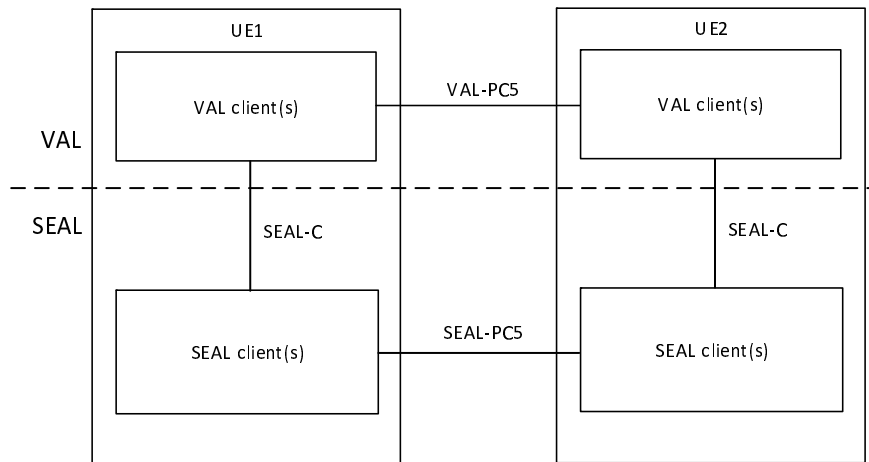 UE1
UE2
VAL client(s)
VAL-PC5
VAL client(s)
VAL
SEAL
SEAL-C
SEAL-C
SEAL-PC5
SEAL client(s)
SEAL client(s)